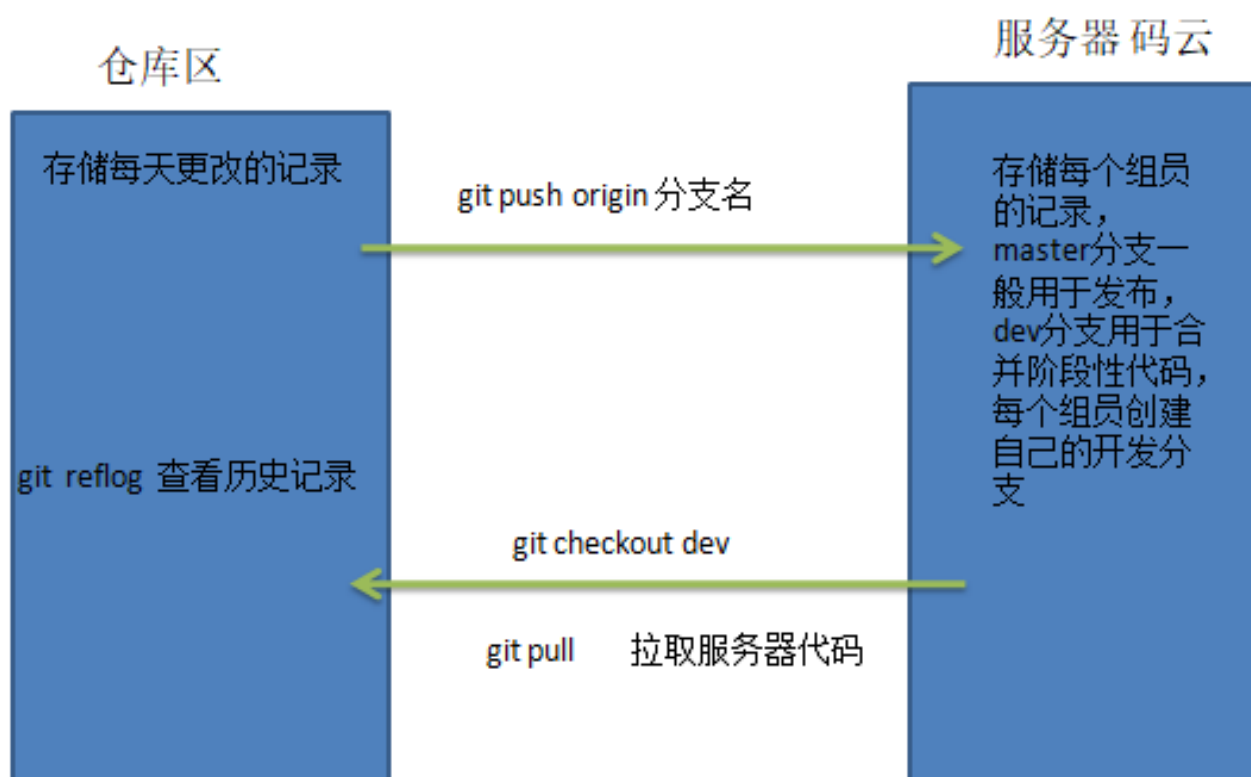 仓库区
服务器 码云
存储每天更改的记录
git reflog 查看历史记录
git push origin 分支名
git checkout dev
git pull 拉取服务器代码
存储每个组员
的记录，
master分支一
般用于发布，
dev分支用于合
并阶段性代码，
每个组员创建
自己的开发分
支